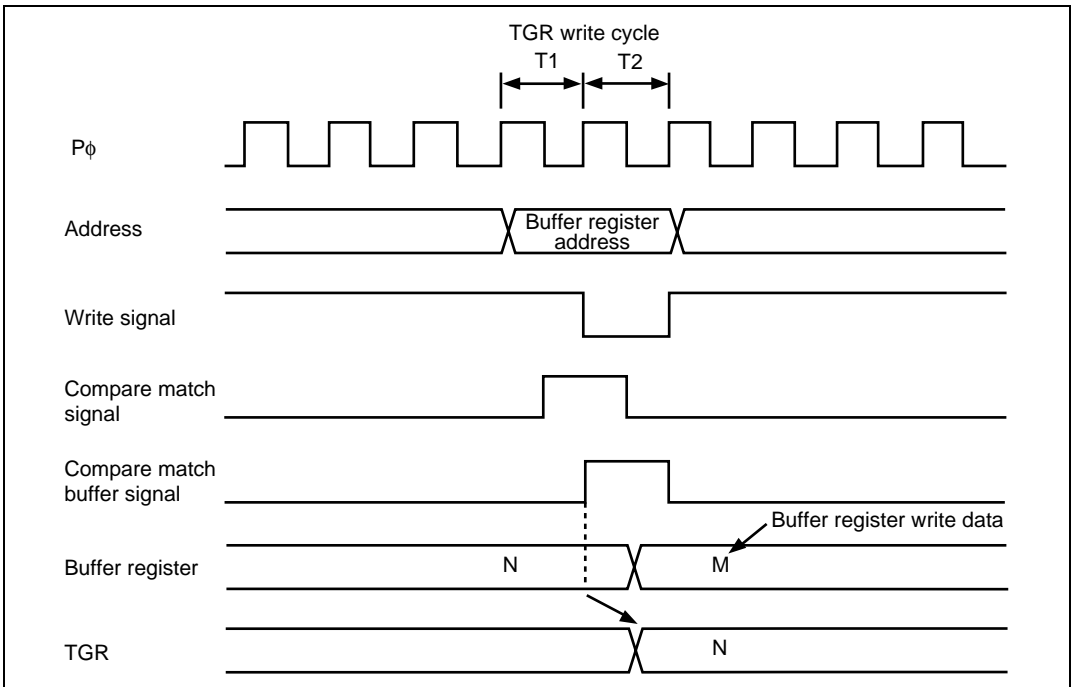 TGR write cycle
T1 T2
Pϕ
Address
Buffer register
address
Write signal
Compare match
signal
Compare match
buffer signal
Buffer register write data
Buffer register
N M
TGR
N